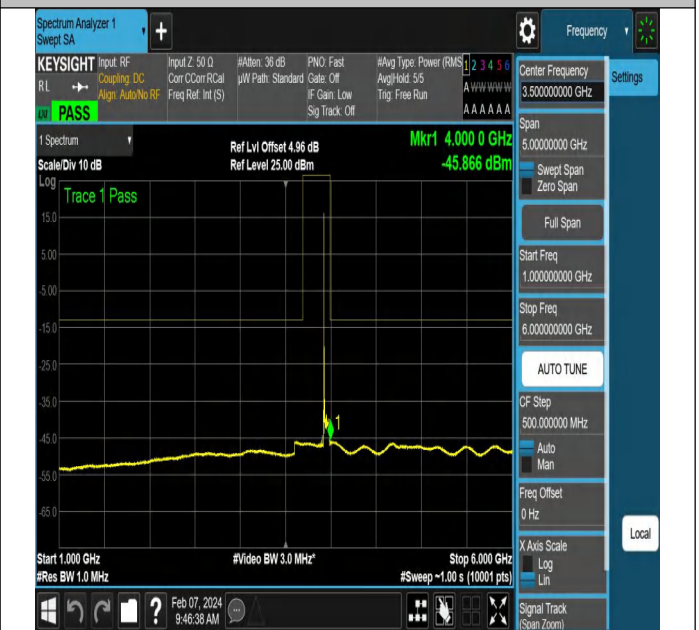 Spectrum Analyzer 1
Swept SA
+
Frequency
KEYSIGHT
RL
Input: RF
Coupling: DC
Align: Auto/No RF
Input Z: 50 Ω
Corr CCorr RCal
Freq Ref: Int (S)
#Atten: 36 dB
µW Path: Standard
PNO: Fast
Gate: Off
IF Gain: Low
Sig Track: Off
#Avg Type: Power (RMS
Avg|Hold: 5/5
Trig: Free Run
1 2 3 4 5 6
A W W W W W
A A A A A A
PASS
1 Spectrum
Scale/Div 10 dB
Ref Lvl Offset 4.96 dB
Ref Level 25.00 dBm
Mkr1 4.000 0 GHz
-45.866 dBm
Log
Trace 1 Pass
15.0
5.00
-5.00
-15.0
-25.0
-35.0
-45.0
-55.0
-65.0
1
Start 1.000 GHz
#Res BW 1.0 MHz
#Video BW 3.0 MHz*
Stop 6.000 GHz
#Sweep ~1.00 s (10001 pts)
Feb 07, 2024
9:46:38 AM
?
Center Frequency
3.500000000 GHz
Settings
Span
5.00000000 GHz
Swept Span
Zero Span
Full Span
Start Freq
1.000000000 GHz
Stop Freq
6.000000000 GHz
AUTO TUNE
CF Step
500.000000 MHz
Auto
Man
Freq Offset
0 Hz
X Axis Scale
Log
Lin
Local
Signal Track
(Span Zoom)